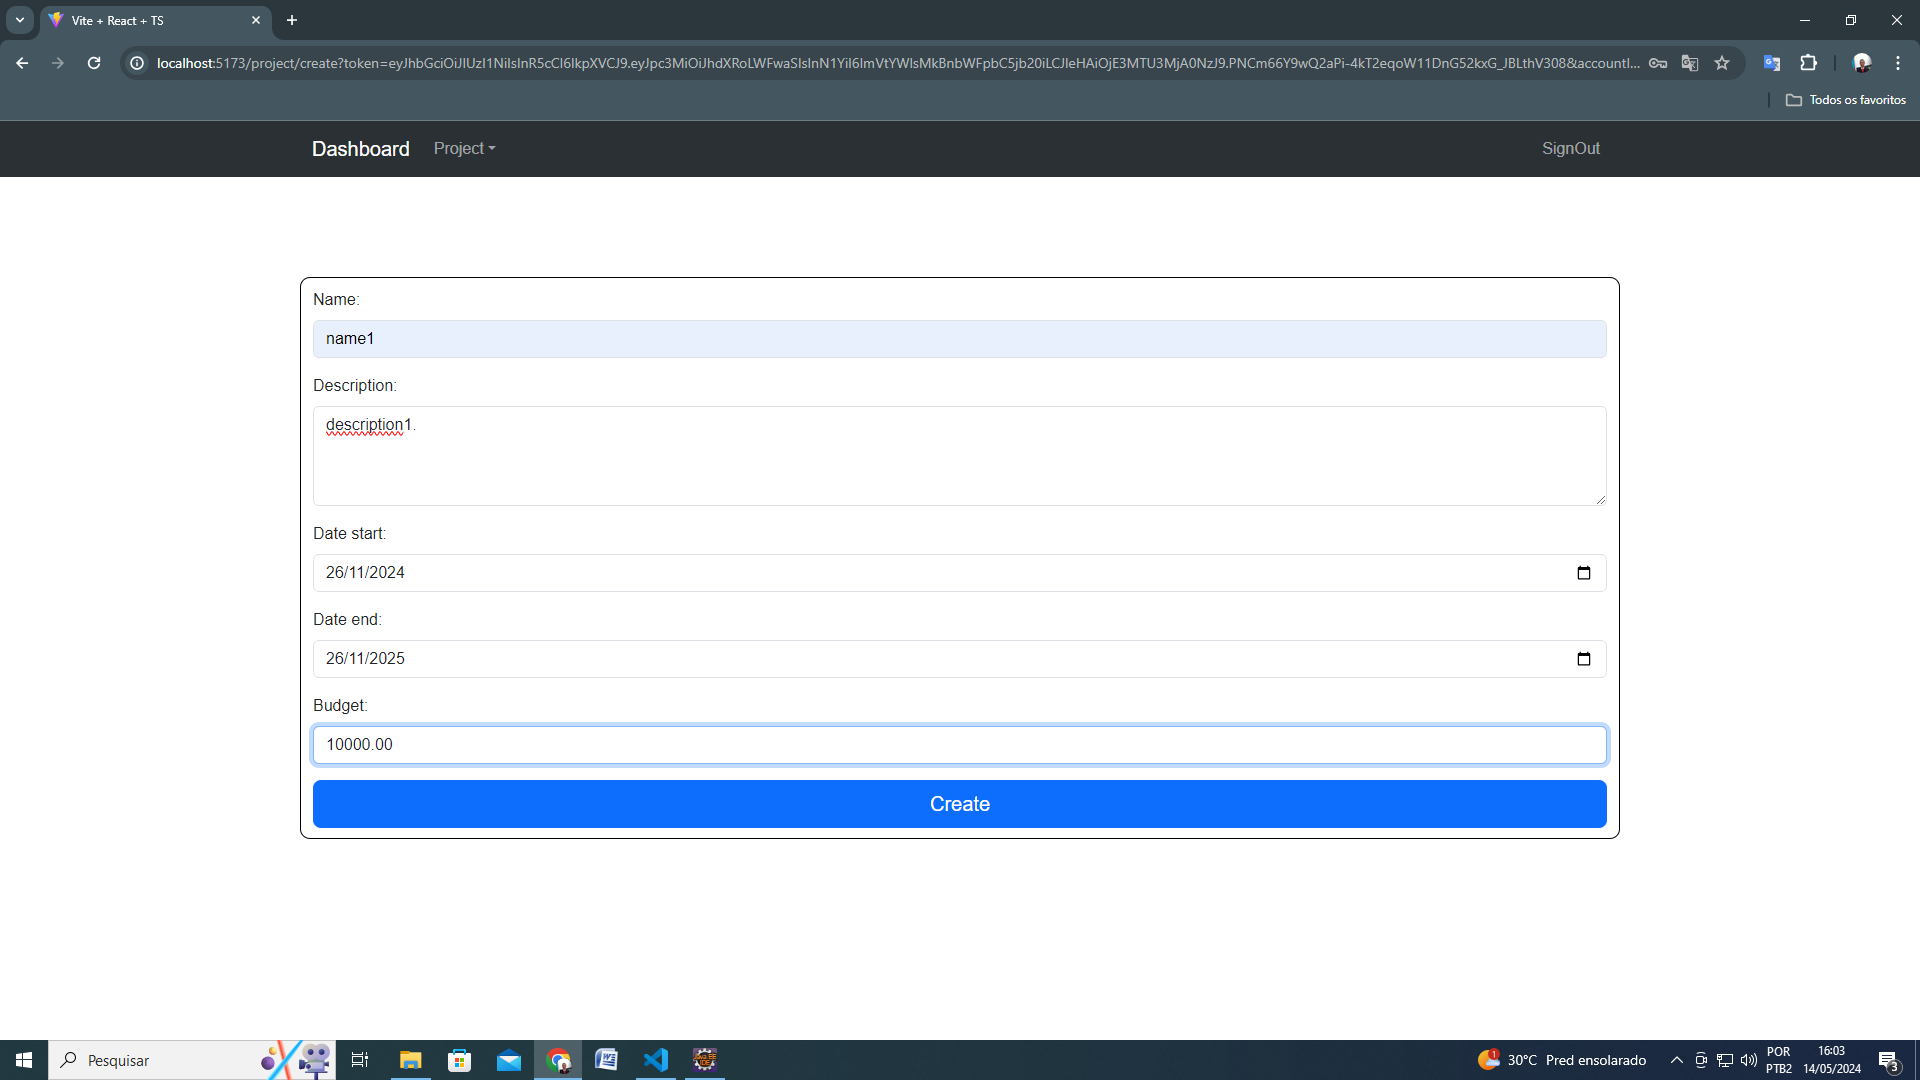 Vite + React + TS
localhost:5173/project/create?token=eyJhbGciOiJIUzI1NiIsInR5cCI6IkpXVCJ9.eyJpc3MiOiJhdXRoLWFwaSIsInN1YiI6ImVtYWlsMkBnbWFpbC5jb20iLCJleHAiOjE3MTU3MjA0NzJ9.PNCm66Y9wQ2aPi-4kT2eqoW11DnG52kxG_JBLthV308&accountI...
Todos os favoritos
Dashboard Project SignOut
Name:
name1
Description:
description1.
Date start:
26/11/2024
Date end:
26/11/2025
Budget:
10000.00
Create
Pesquisar
1 30°C Pred ensolarado
POR
PTB2
16:03
14/05/2024
3